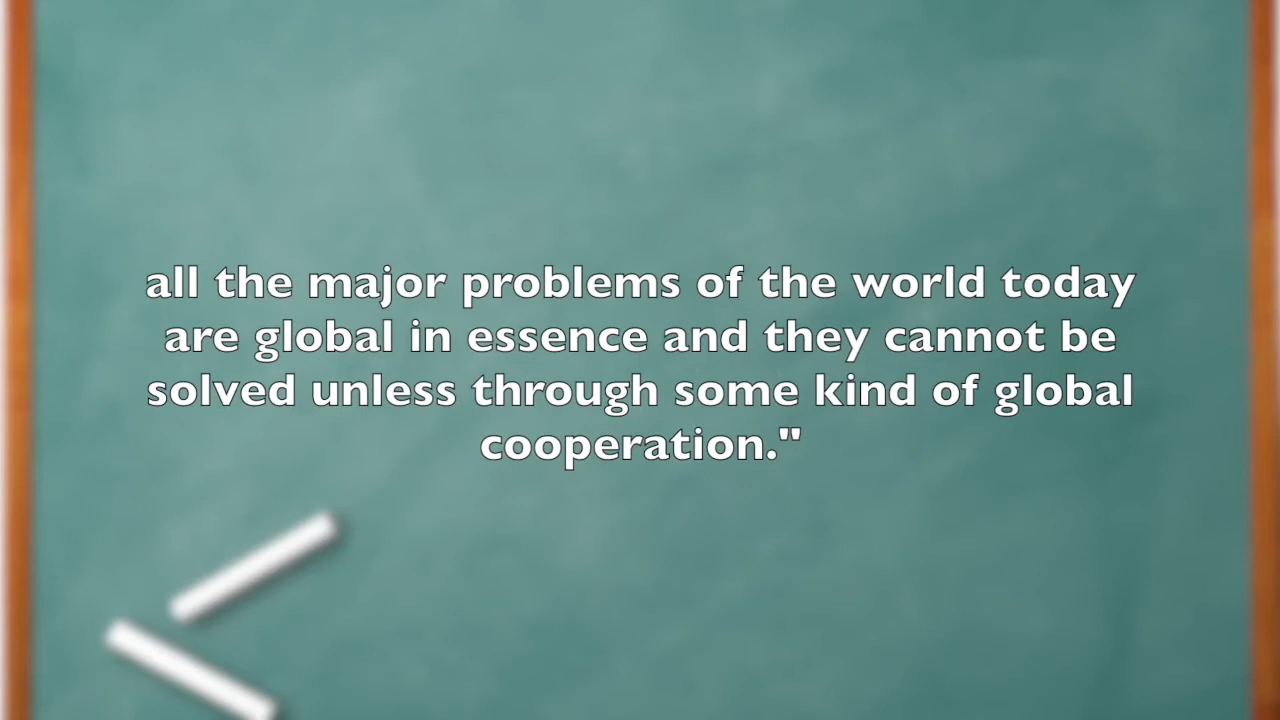 all the major problems of the world today
are global in essence and they cannot be
solved unless through some kind of global
cooperation."